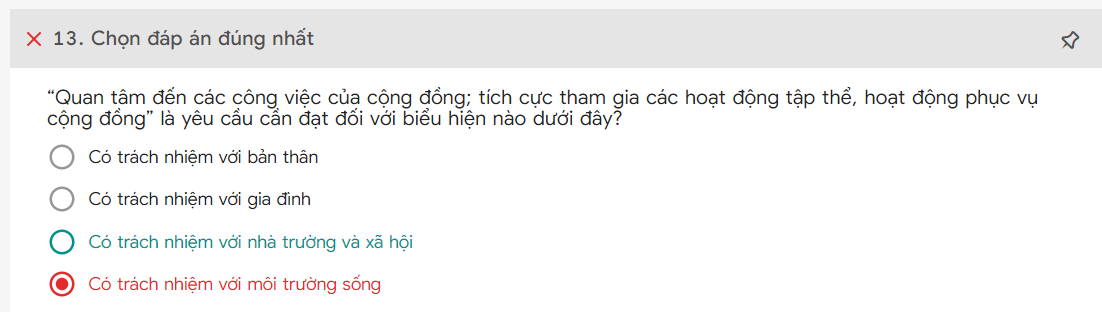 13. Chọn đáp án đúng nhất
“Quan tâm đến các công việc của cộng đồng; tích cực tham gia các hoạt động tập thể, hoạt động phục vụ
cộng đồng” là yêu cầu cần đạt đối với biểu hiện nào dưới đây?
Có trách nhiệm với bản thân
Có trách nhiệm với gia đình
Có trách nhiệm với nhà trường và xã hội
Có trách nhiệm với môi trường sống